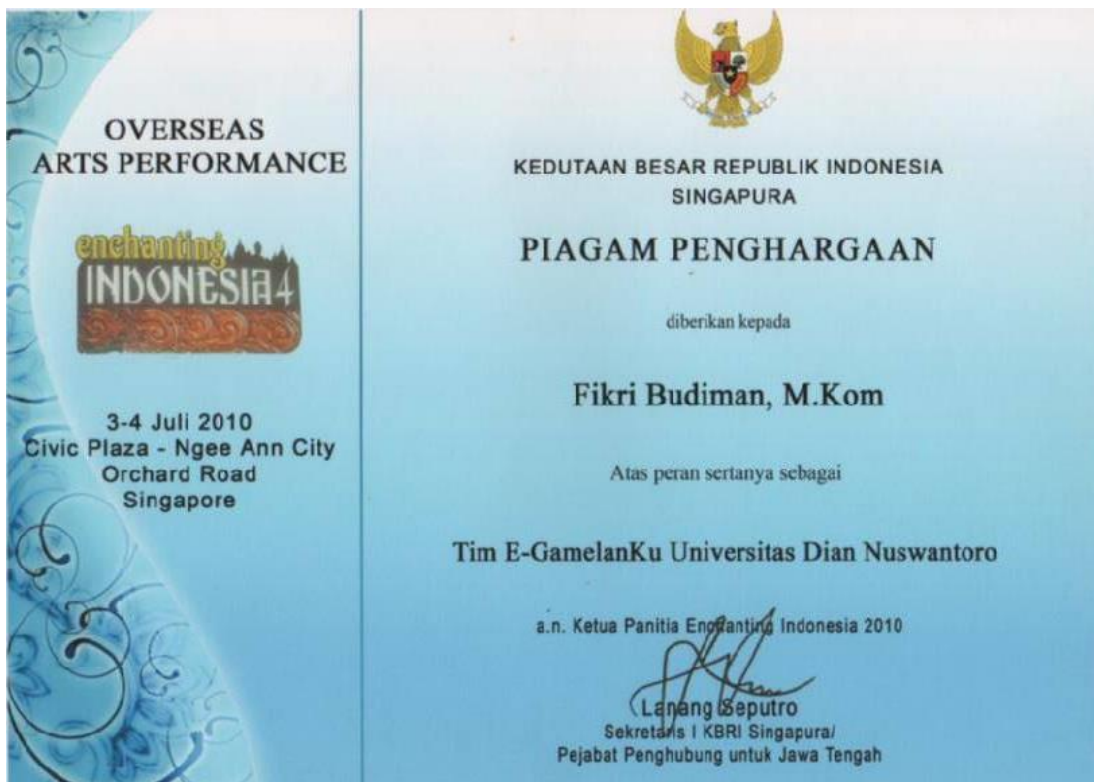 OVERSEAS
ARTS PERFORMANCE
enchanting
INDONESIA 4
3-4 Juli 2010
Civic Plaza - Ngee Ann City
Orchard Road
Singapore
KEDUTAAN BESAR REPUBLIK INDONESIA
SINGAPURA
PIAGAM PENGHARGAAN
diberikan kepada
Fikri Budiman, M.Kom
Atas peran sertanya sebagai
Tim E-GamelanKu Universitas Dian Nuswantoro
a.n. Ketua Panitia Enchanting Indonesia 2010
Lanang Seputro
Sekretaris I KBRI Singapura/
Pejabat Penghubung untuk Jawa Tengah